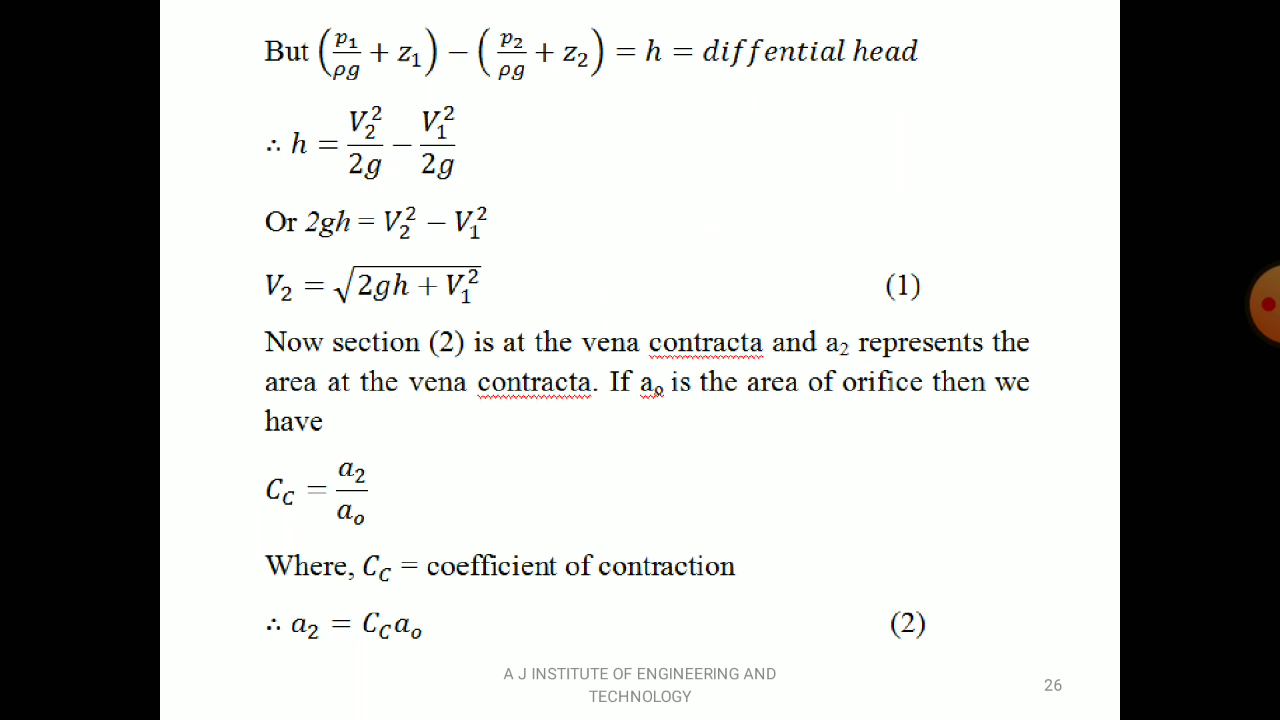 But (p₁/ρg + z₁) − (p₂/ρg + z₂) = h = diffential head
∴ h = V₂²/2g − V₁²/2g
Or 2gh = V₂² − V₁²
V₂ = √(2gh + V₁²) (1)
Now section (2) is at the vena contracta and a₂ represents the
area at the vena contracta. If aₒ is the area of orifice then we
have
C_C = a₂/aₒ
Where, C_C = coefficient of contraction
∴ a₂ = C_C aₒ (2)
A J INSTITUTE OF ENGINEERING AND
TECHNOLOGY
26